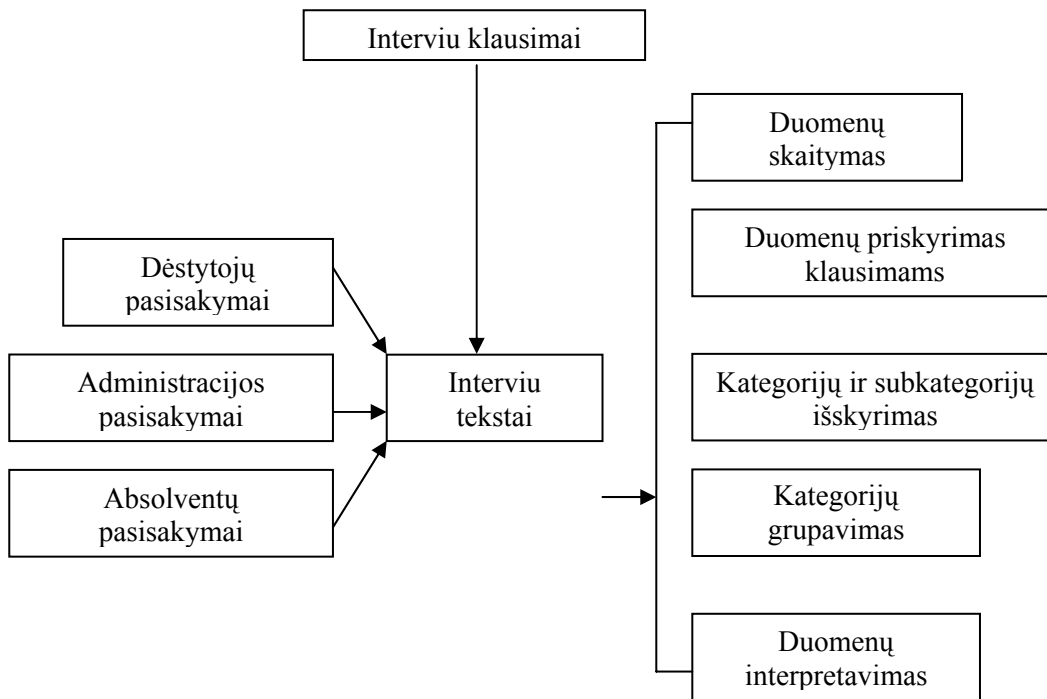 Interviu klausimai
Dėstytojų
pasisakymai
Administracijos
pasisakymai
Absolventų
pasisakymai
Interviu
tekstai
Duomenų
skaitymas
Duomenų priskyrimas
klausimams
Kategorijų ir subkategorijų
išskyrimas
Kategorijų
grupavimas
Duomenų
interpretavimas